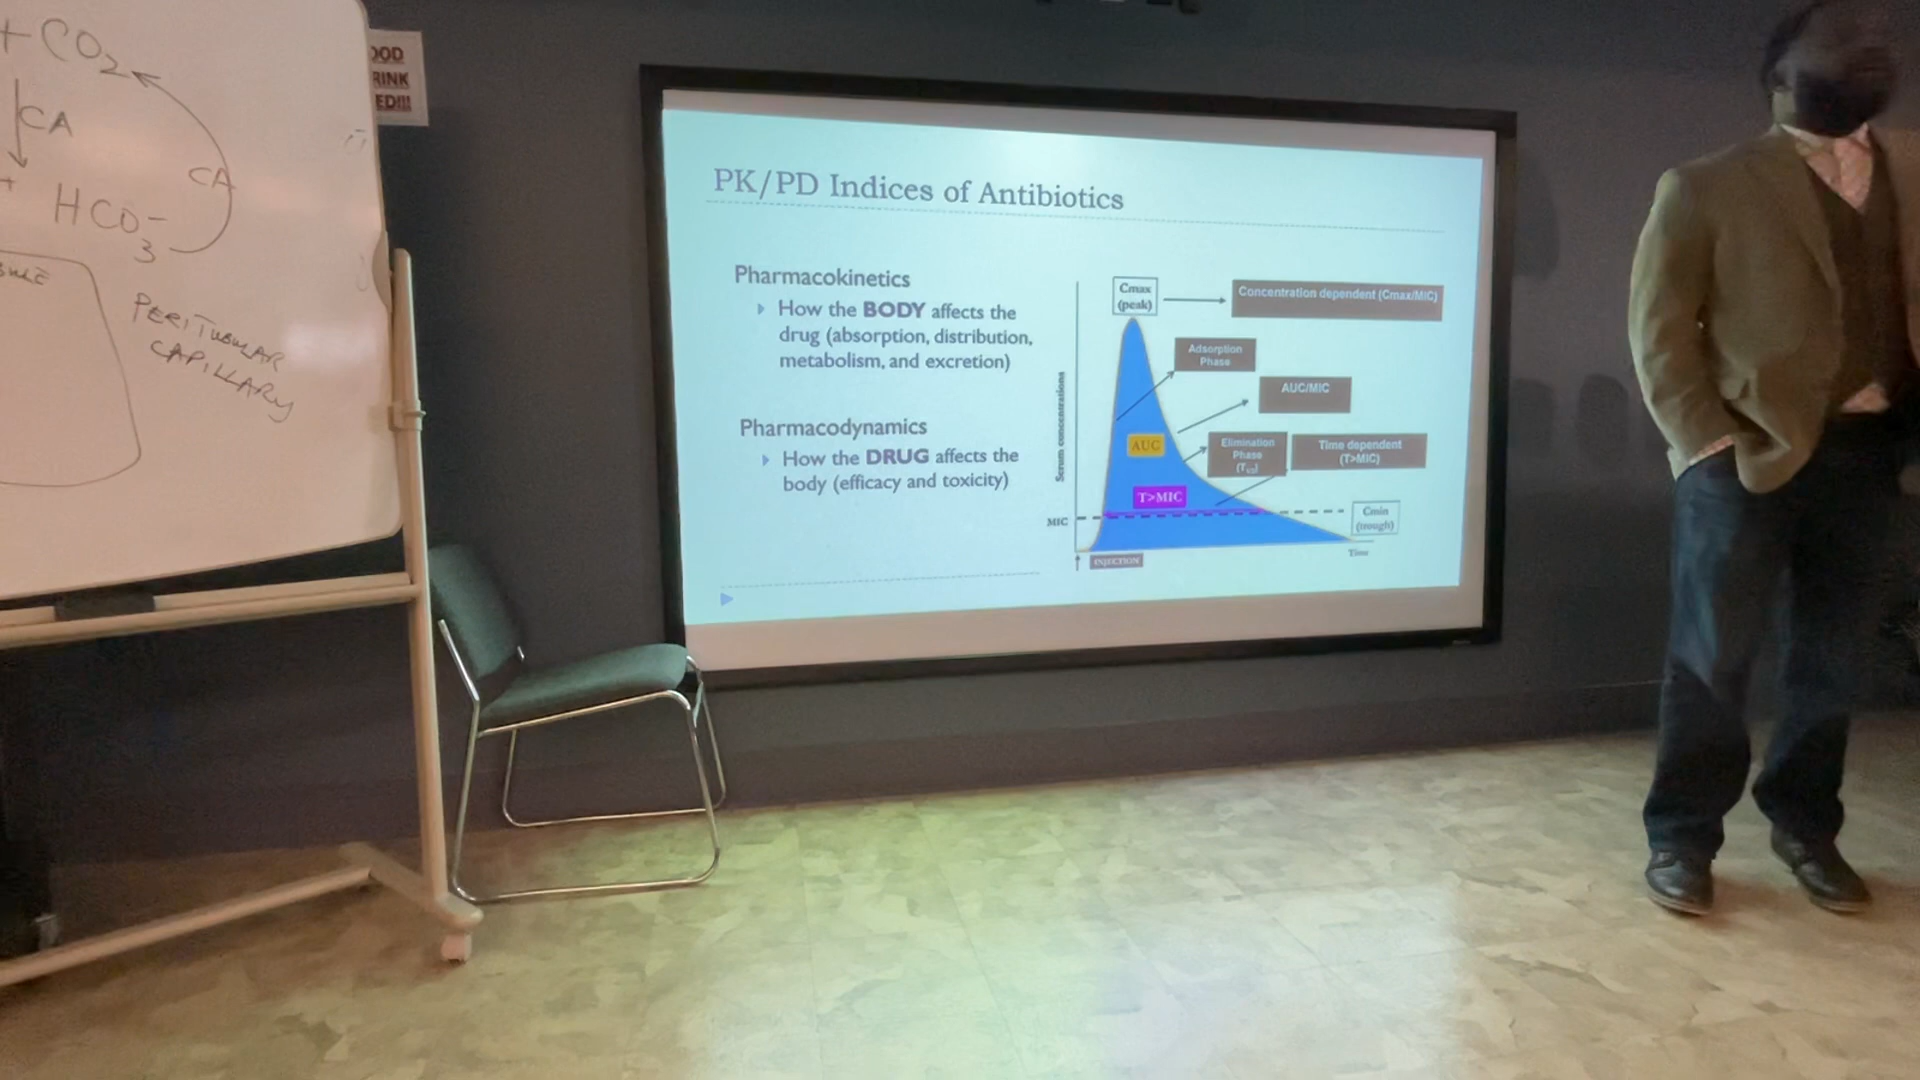 + CO2
CA
CA
+ HCO3-
PERITUBULAR
CAPILLARY
OOD
RINK
ED!!!
PK/PD Indices of Antibiotics
Pharmacokinetics
How the BODY affects the
drug (absorption, distribution,
metabolism, and excretion)
Pharmacodynamics
How the DRUG affects the
body (efficacy and toxicity)
Serum concentrations
Cmax
(peak)
Concentration dependent (Cmax/MIC)
Adsorption
Phase
AUC/MIC
AUC
Elimination
Phase
(T1/2)
Time dependent
(T>MIC)
T>MIC
MIC
Cmin
(trough)
Time
INJECTION